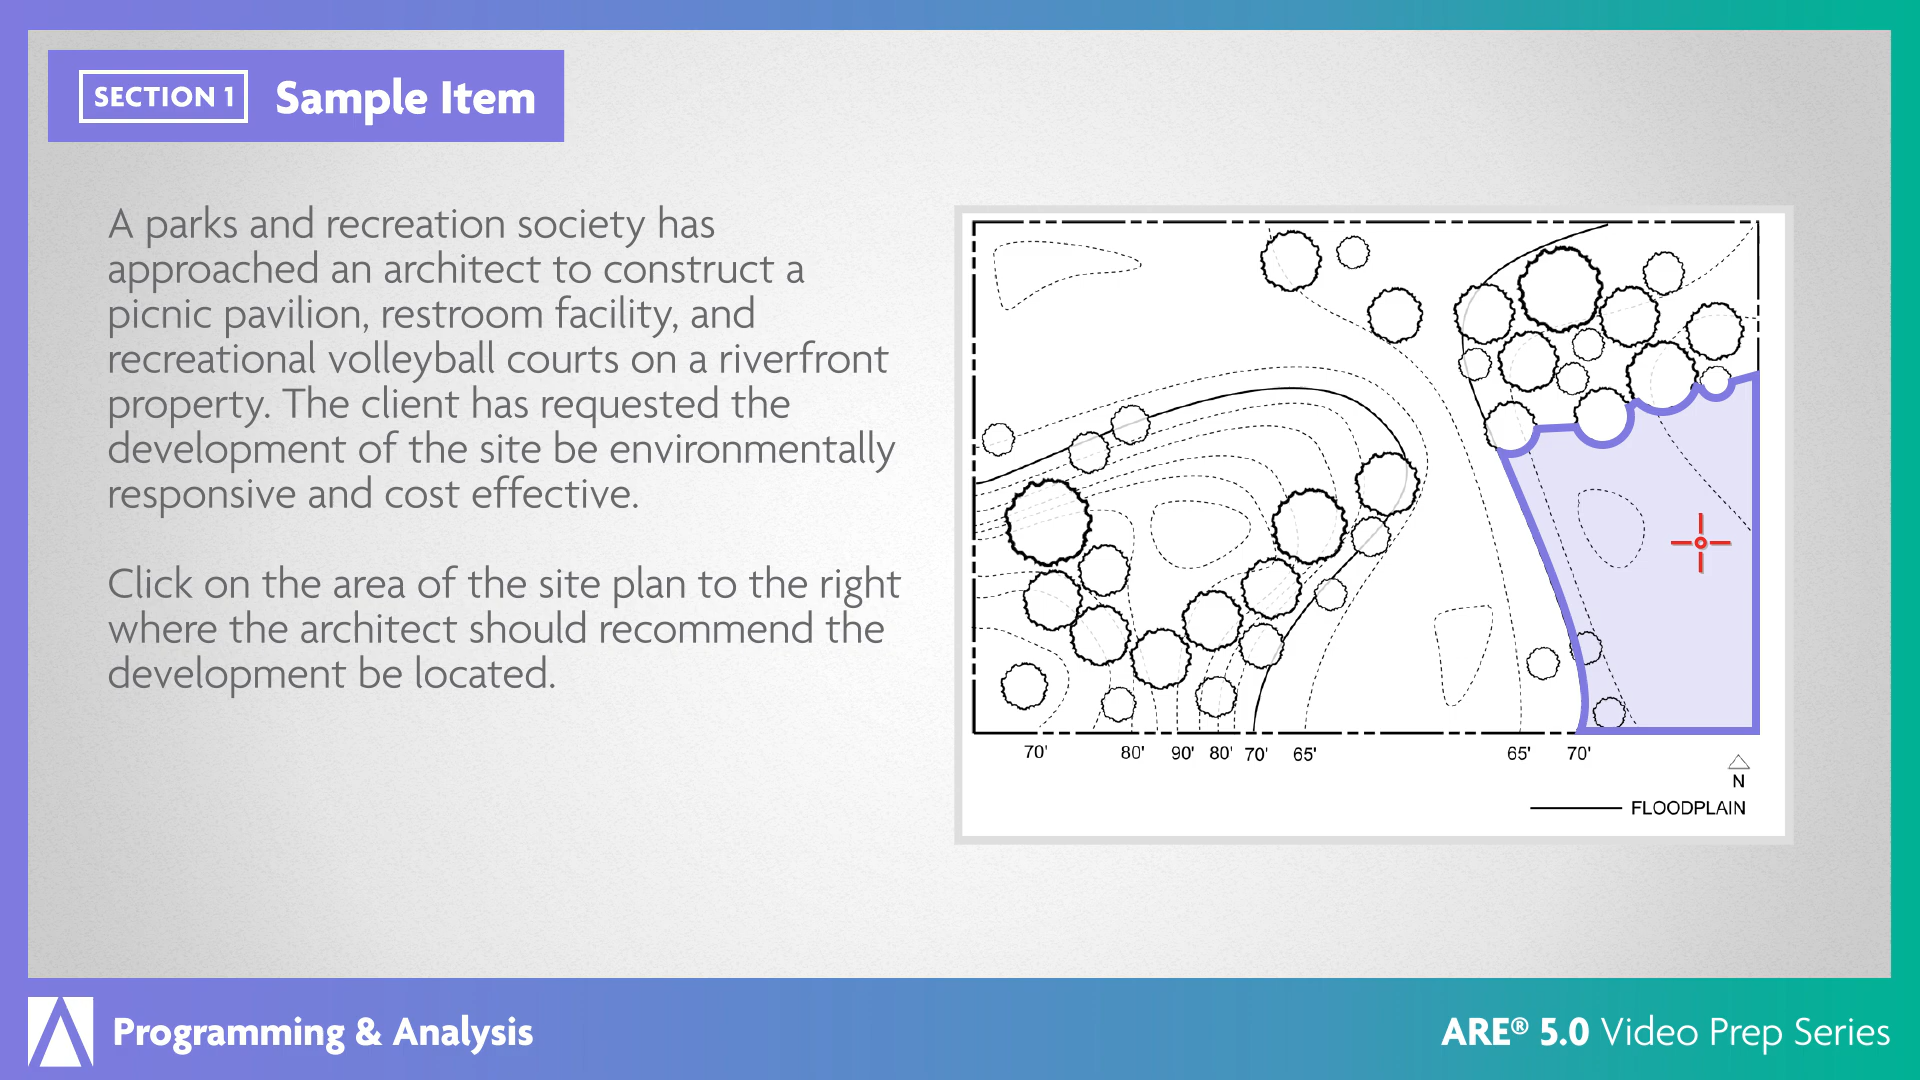 SECTION 1 Sample Item
A parks and recreation society has
approached an architect to construct a
picnic pavilion, restroom facility, and
recreational volleyball courts on a riverfront
property. The client has requested the
development of the site be environmentally
responsive and cost effective.
Click on the area of the site plan to the right
where the architect should recommend the
development be located.
70' 80' 90' 80' 70' 65' 65' 70'
N
FLOODPLAIN
Programming & Analysis
ARE® 5.0 Video Prep Series